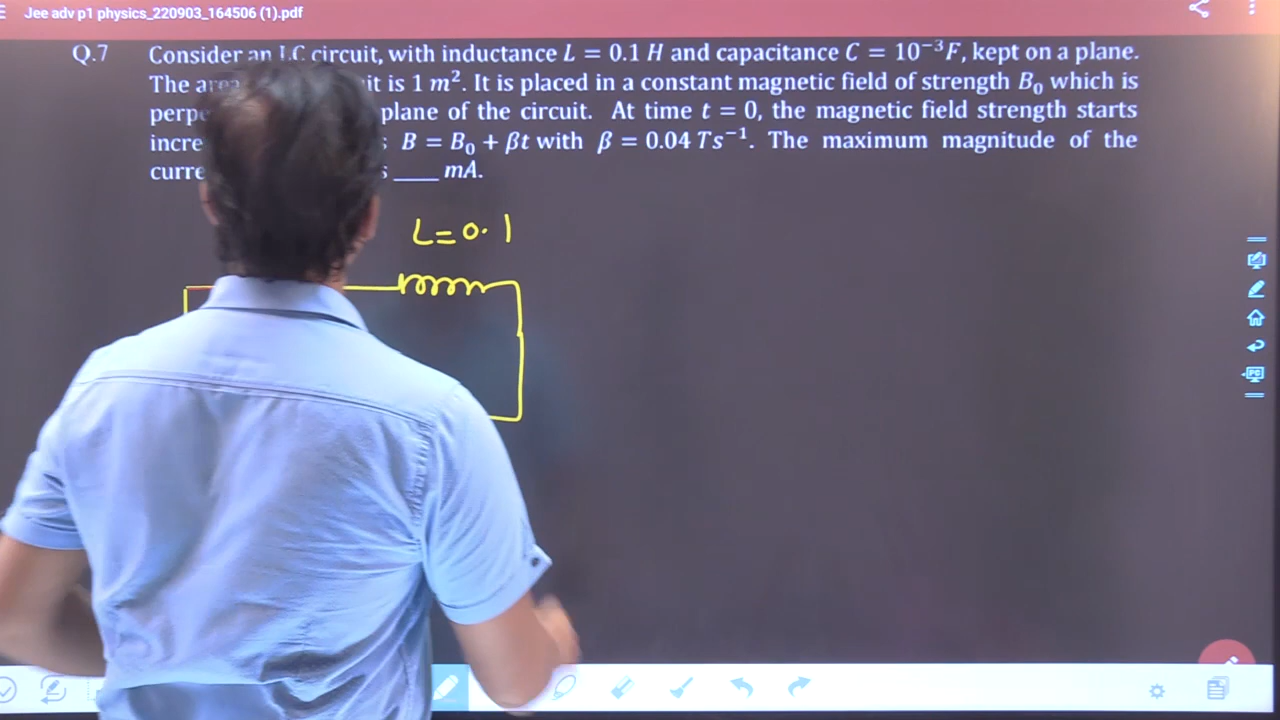 Jee adv p1 physics_220903_164506 (1).pdf
Q.7 Consider an LC circuit, with inductance L = 0.1 H and capacitance C = 10⁻³F, kept on a plane.
The area it is 1 m². It is placed in a constant magnetic field of strength B₀ which is
perpe plane of the circuit. At time t = 0, the magnetic field strength starts
incre B = B₀ + βt with β = 0.04 Ts⁻¹. The maximum magnitude of the
curre s ____ mA.
L=0.1
PC